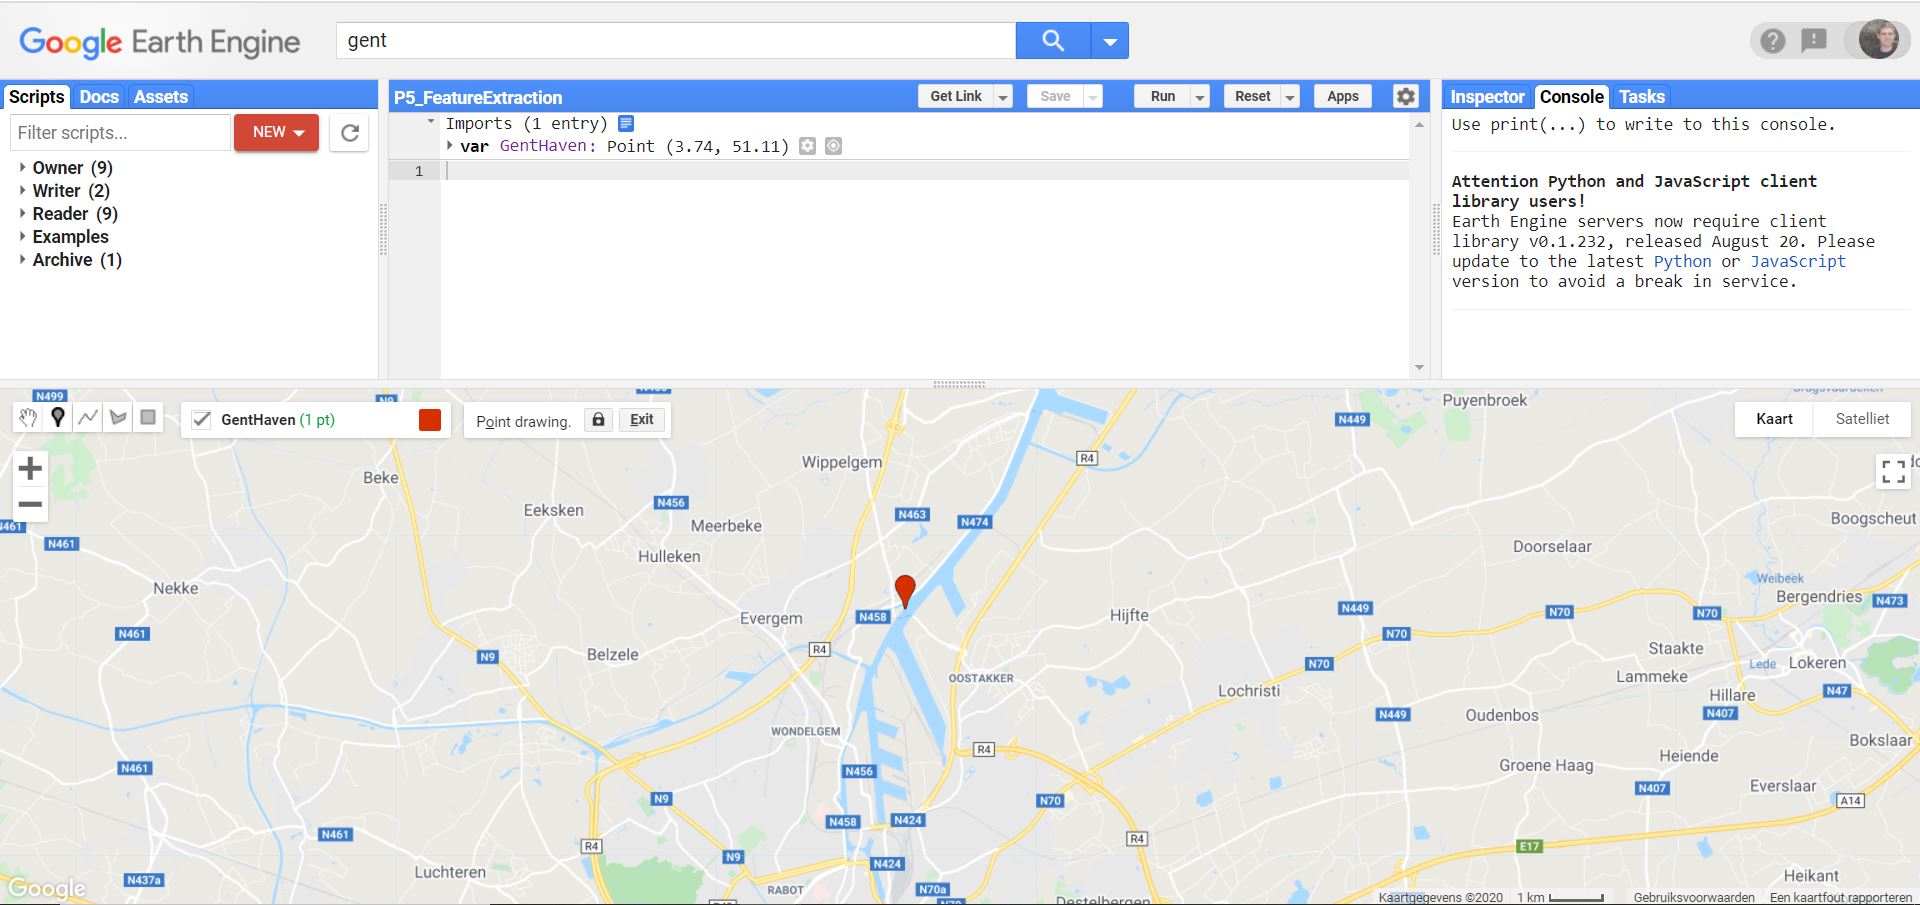 Google Earth Engine
gent
Scripts Docs Assets
Filter scripts...
NEW
Owner (9)
Writer (2)
Reader (9)
Examples
Archive (1)
P5_FeatureExtraction
Get Link
Save
Run
Reset
Apps
Imports (1 entry)
var GentHaven: Point (3.74, 51.11)
1
Inspector Console Tasks
Use print(...) to write to this console.
Attention Python and JavaScript client
library users!
Earth Engine servers now require client
library v0.1.232, released August 20. Please
update to the latest Python or JavaScript
version to avoid a break in service.
GentHaven (1 pt)
Point drawing.
Exit
Kaart
Satelliet
N499
N9
Puyenbroek
N449
Wippelgem
R4
Beke
N456
Eeksken
Meerbeke
N463
N474
Boogscheut
N461
N461
Hulleken
Doorselaar
Nekke
Weibeek
Bergendries
N473
N458
Evergem
Hijfte
N449
N70
N70
N461
N70
R4
Belzele
N9
Staakte
Lede
Lokeren
N70
OOSTAKKER
Lammeke
Lochristi
Hillare
N47
N407
N449
Oudenbos
WONDELGEM
Bokslaar
R4
Heiende
Groene Haag
N461
N456
Everslaar
N407
N9
N70
A14
N458
N424
N461
R4
R4
E17
N9
N424
Luchteren
Heikant
N437a
RABOT
N70a
Destelbergen
Google
Kaartgegevens ©2020
1 km
Gebruiksvoorwaarden
Een kaartfout rapporteren